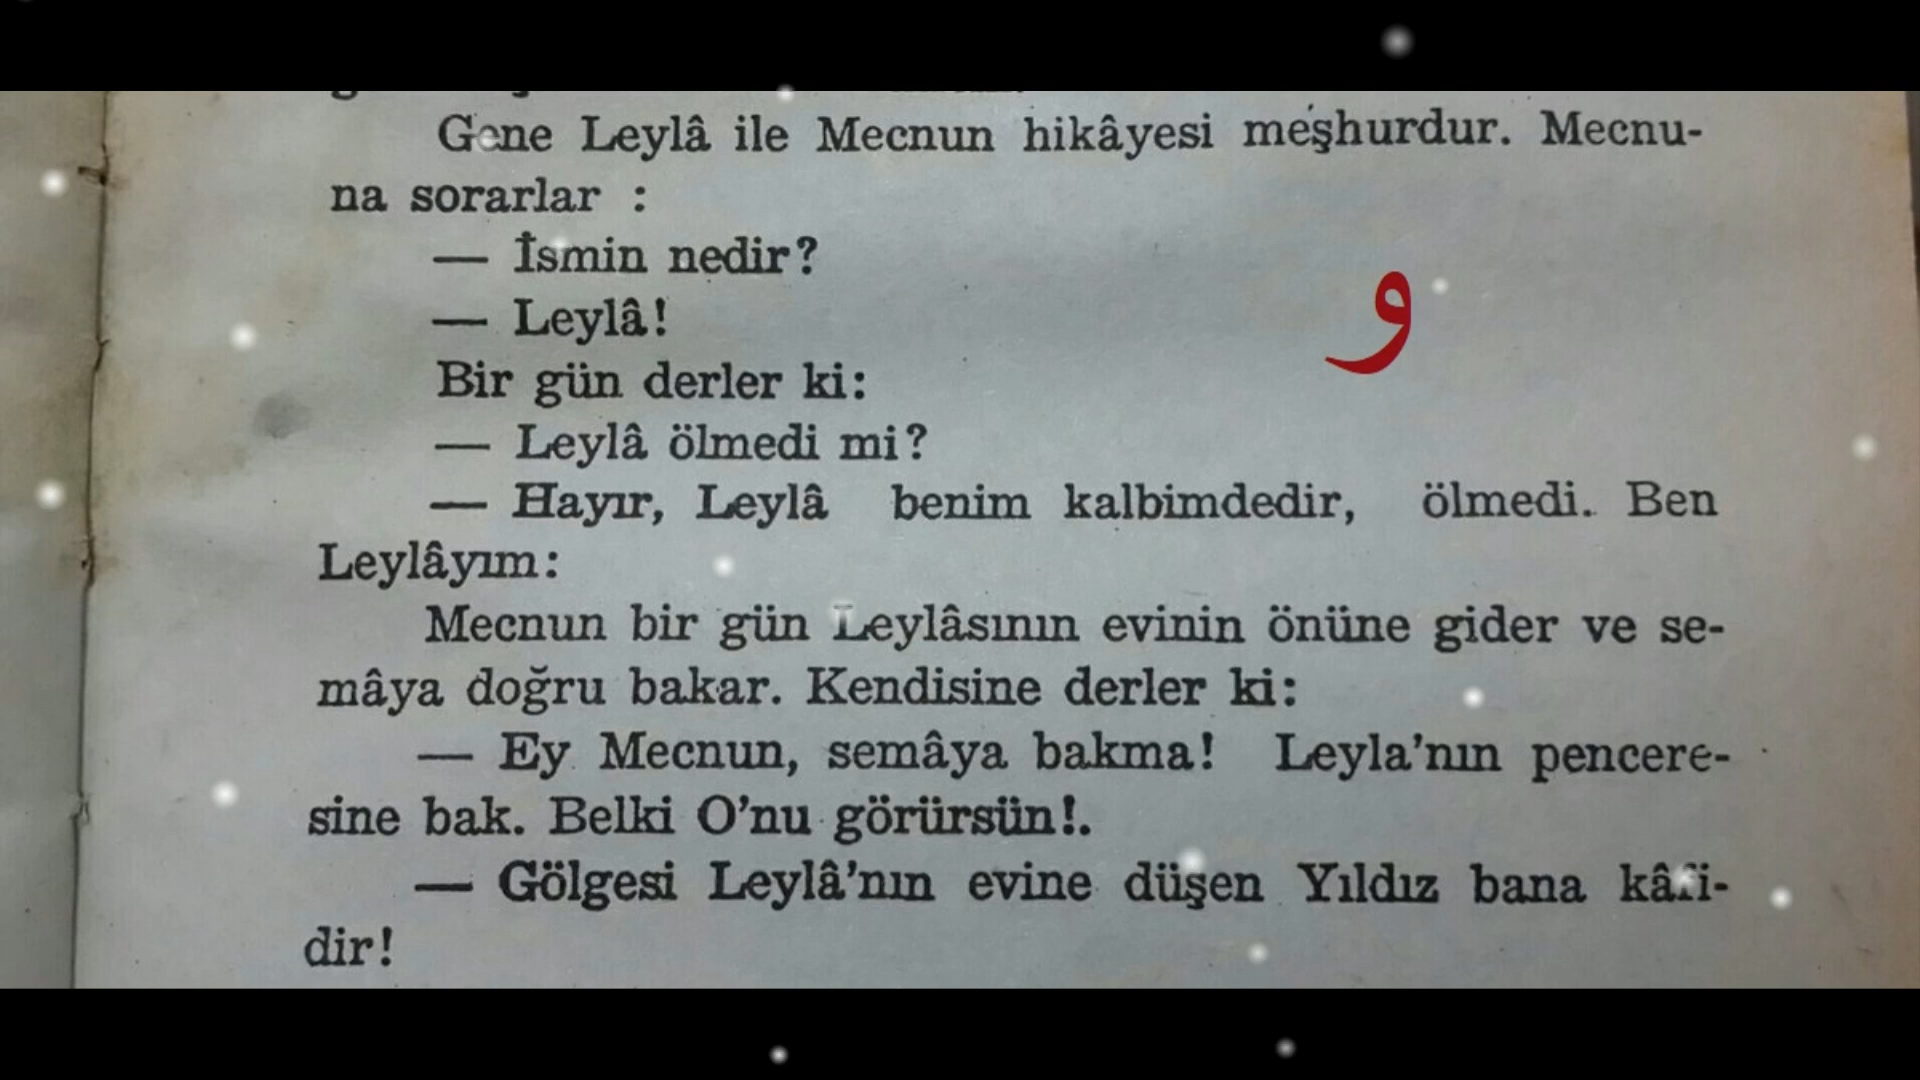 Gene Leylâ ile Mecnun hikâyesi meşhurdur. Mecnu-
na sorarlar :
— İsmin nedir?
— Leylâ!
و
Bir gün derler ki:
— Leylâ ölmedi mi?
— Hayır, Leylâ benim kalbimdedir, ölmedi. Ben
Leylâyım:
Mecnun bir gün Leylâsının evinin önüne gider ve se-
mâya doğru bakar. Kendisine derler ki:
— Ey Mecnun, semâya bakma! Leyla'nın pencere-
sine bak. Belki O'nu görürsün!.
— Gölgesi Leylâ'nın evine düşen Yıldız bana kâfi-
dir!